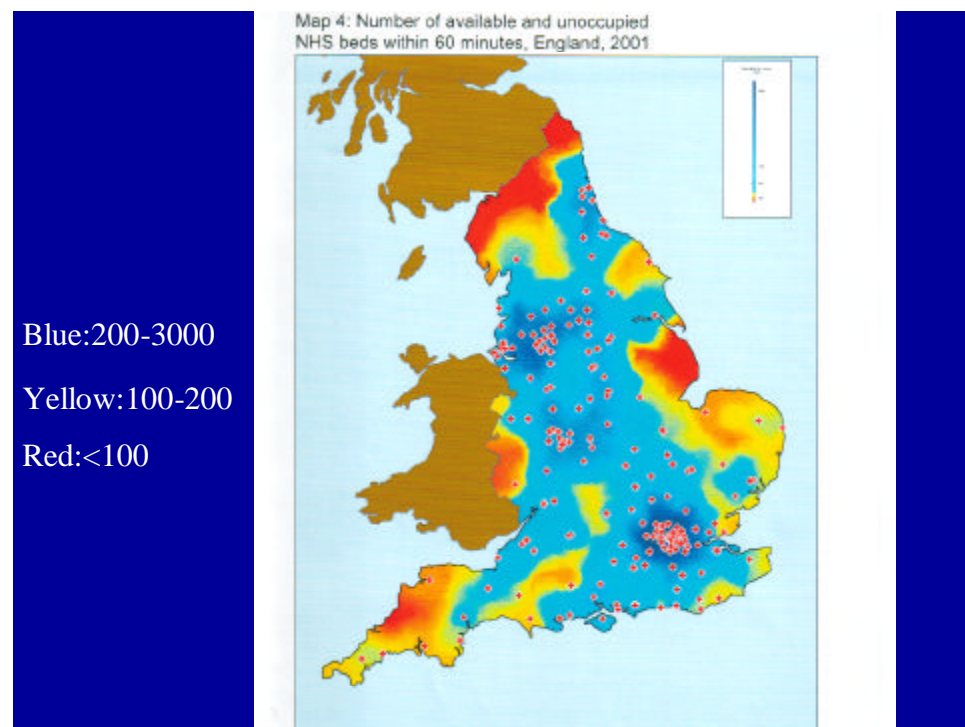 Map 4: Number of available and unoccupied
NHS beds within 60 minutes, England, 2001
Blue:200-3000
Yellow:100-200
Red:<100